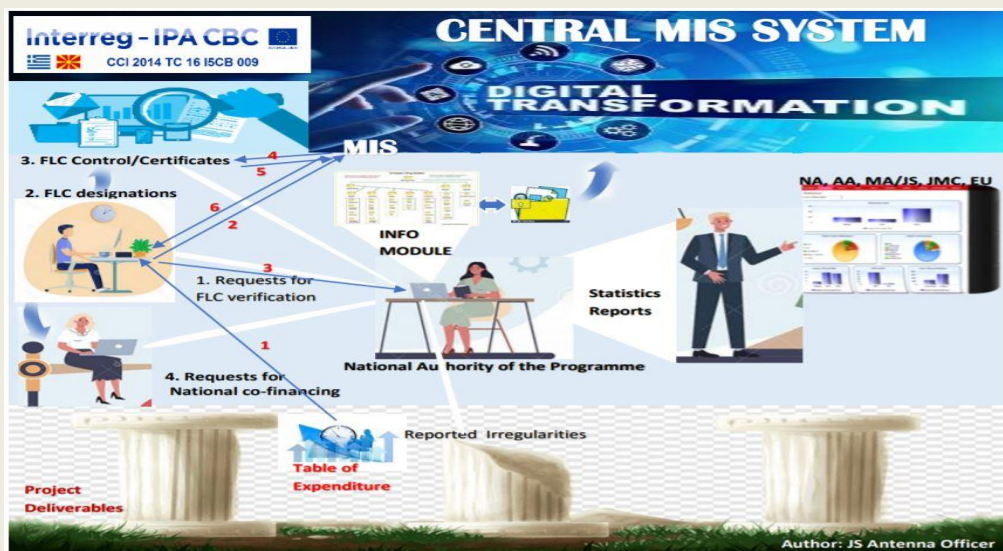 Interreg - IPA CBC
CCI 2014 TC 16 I5CB 009
CENTRAL MIS SYSTEM
DIGITAL
TRANSFORMATION
MIS
3. FLC Control/Certificates
4
5
2. FLC designations
6
2
3
1. Requests for
FLC verification
INFO
MODULE
NA, AA, MA/JS, JMC, EU
Statistics
Reports
1
National Authority of the Programme
4. Requests for
National co-financing
Reported Irregularities
Table of
Expenditure
Project
Deliverables
Author: JS Antenna Officer